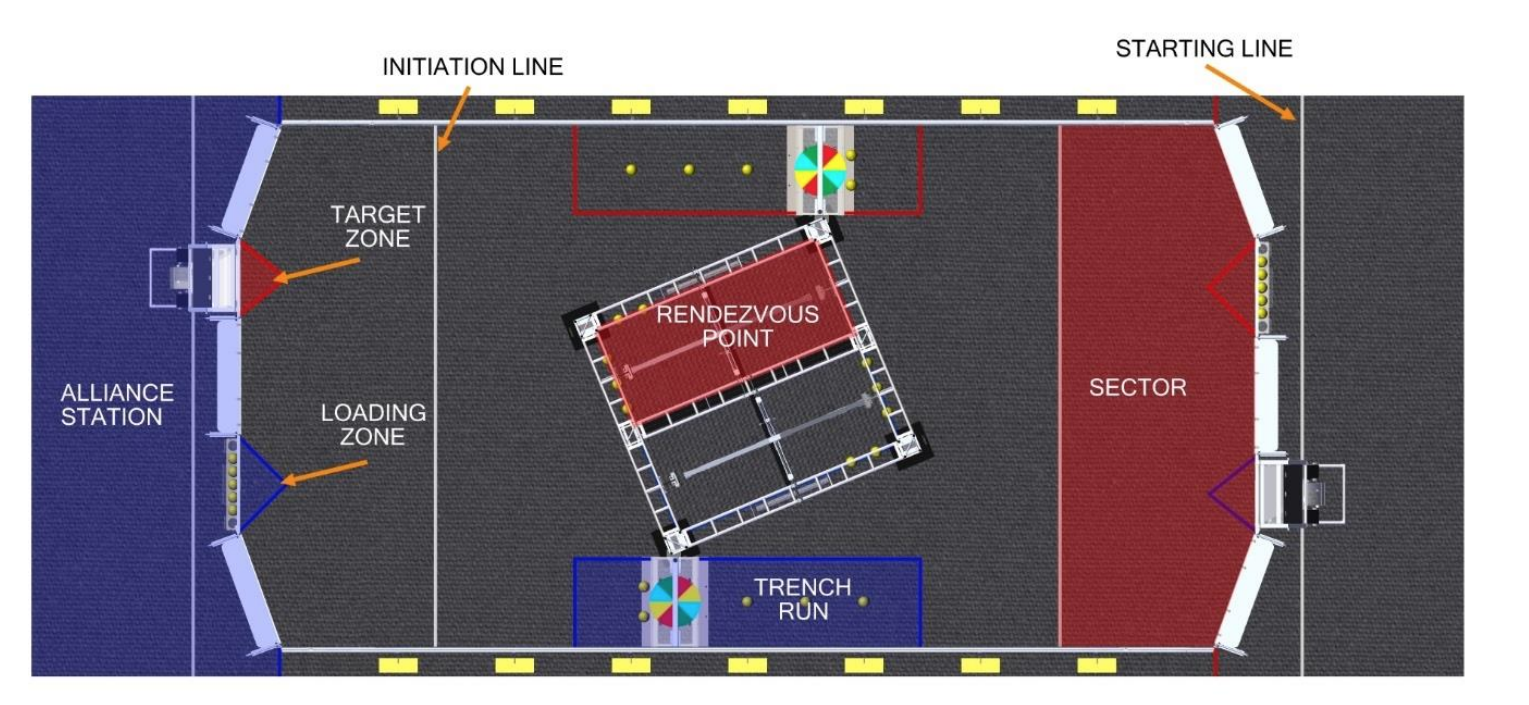 STARTING LINE
INITIATION LINE
TARGET
ZONE
RENDEZVOUS
POINT
ALLIANCE
STATION
LOADING
ZONE
SECTOR
TRENCH
RUN